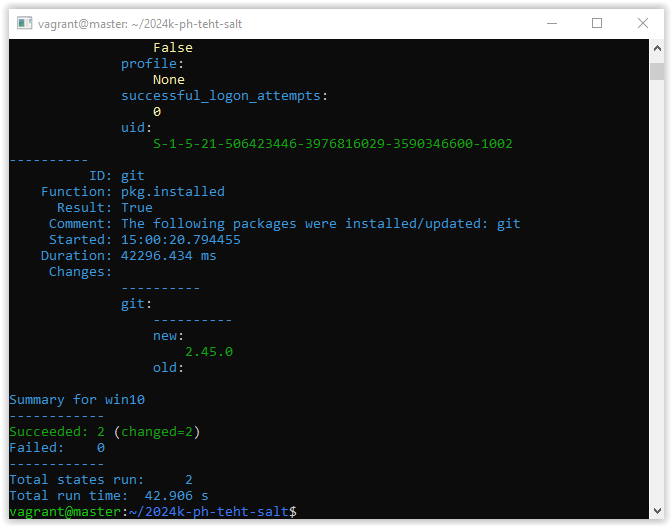 vagrant@master: ~/2024k-ph-teht-salt
False
profile:
None
successful_logon_attempts:
0
uid:
S-1-5-21-506423446-3976816029-3590346600-1002
----------
ID: git
Function: pkg.installed
Result: True
Comment: The following packages were installed/updated: git
Started: 15:00:20.794455
Duration: 42296.434 ms
Changes:
----------
git:
----------
new:
2.45.0
old:
Summary for win10
------------
Succeeded: 2 (changed=2)
Failed:    0
------------
Total states run:     2
Total run time:  42.906 s
vagrant@master:~/2024k-ph-teht-salt$